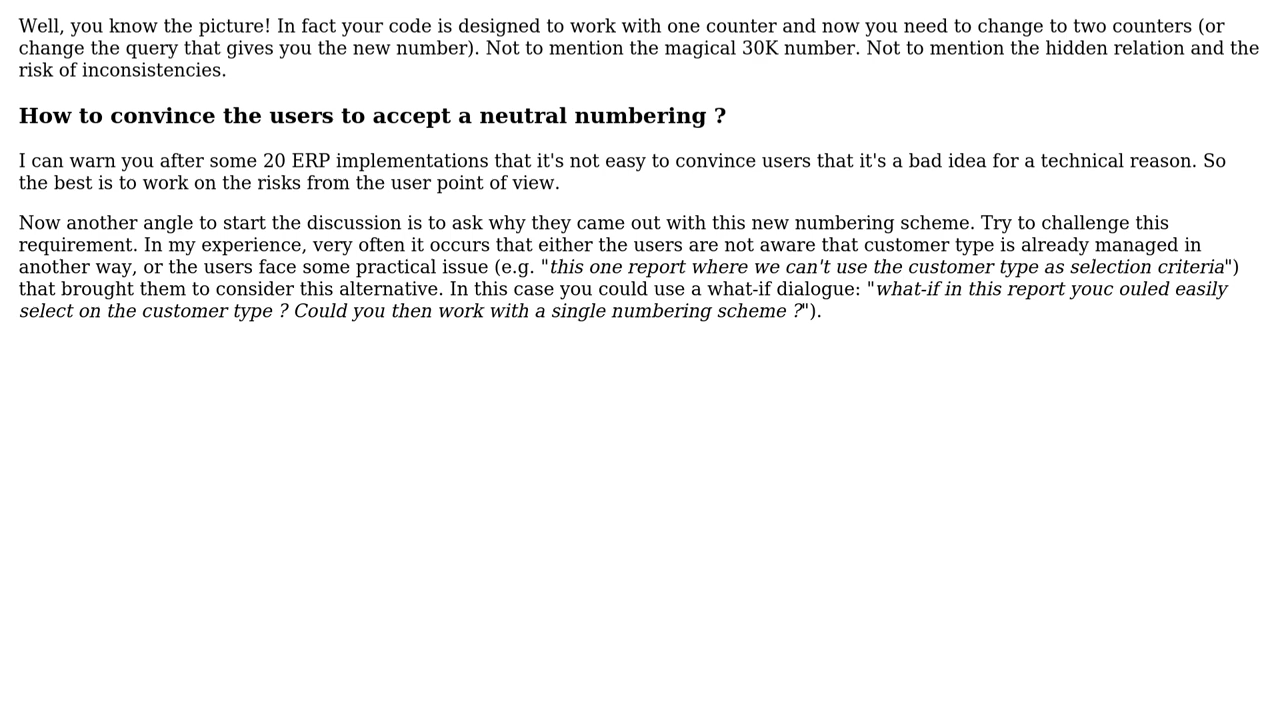 Well, you know the picture! In fact your code is designed to work with one counter and now you need to change to two counters (or
change the query that gives you the new number). Not to mention the magical 30K number. Not to mention the hidden relation and the
risk of inconsistencies.
How to convince the users to accept a neutral numbering ?
I can warn you after some 20 ERP implementations that it's not easy to convince users that it's a bad idea for a technical reason. So
the best is to work on the risks from the user point of view.
Now another angle to start the discussion is to ask why they came out with this new numbering scheme. Try to challenge this
requirement. In my experience, very often it occurs that either the users are not aware that customer type is already managed in
another way, or the users face some practical issue (e.g. "this one report where we can't use the customer type as selection criteria")
that brought them to consider this alternative. In this case you could use a what-if dialogue: "what-if in this report youc ouled easily
select on the customer type ? Could you then work with a single numbering scheme ?").